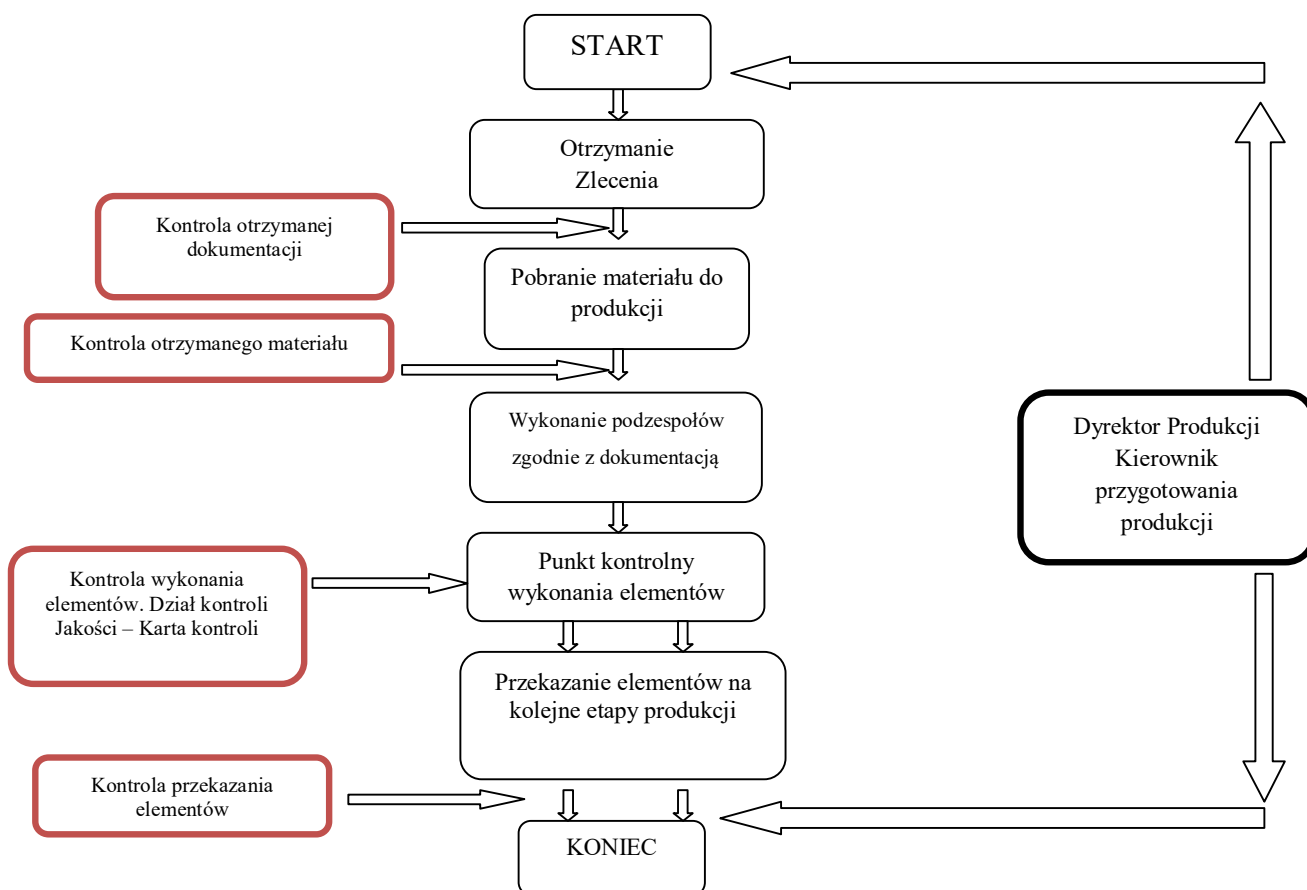 START
Otrzymanie
Zlecenia
Kontrola otrzymanej
dokumentacji
Pobranie materiału do
produkcji
Kontrola otrzymanego materiału
Wykonanie podzespołów
zgodnie z dokumentacją
Dyrektor Produkcji
Kierownik
przygotowania
produkcji
Punkt kontrolny
wykonania elementów
Kontrola wykonania
elementów. Dział kontroli
Jakości – Karta kontroli
Przekazanie elementów na
kolejne etapy produkcji
Kontrola przekazania
elementów
KONIEC